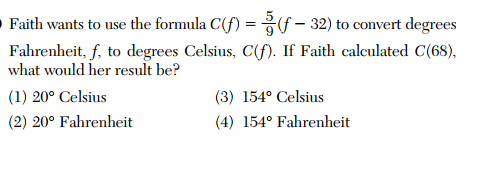 Faith wants to use the formula C(f) = 5/9(f − 32) to convert degrees
Fahrenheit, f, to degrees Celsius, C(f). If Faith calculated C(68),
what would her result be?
(1) 20° Celsius (3) 154° Celsius
(2) 20° Fahrenheit (4) 154° Fahrenheit